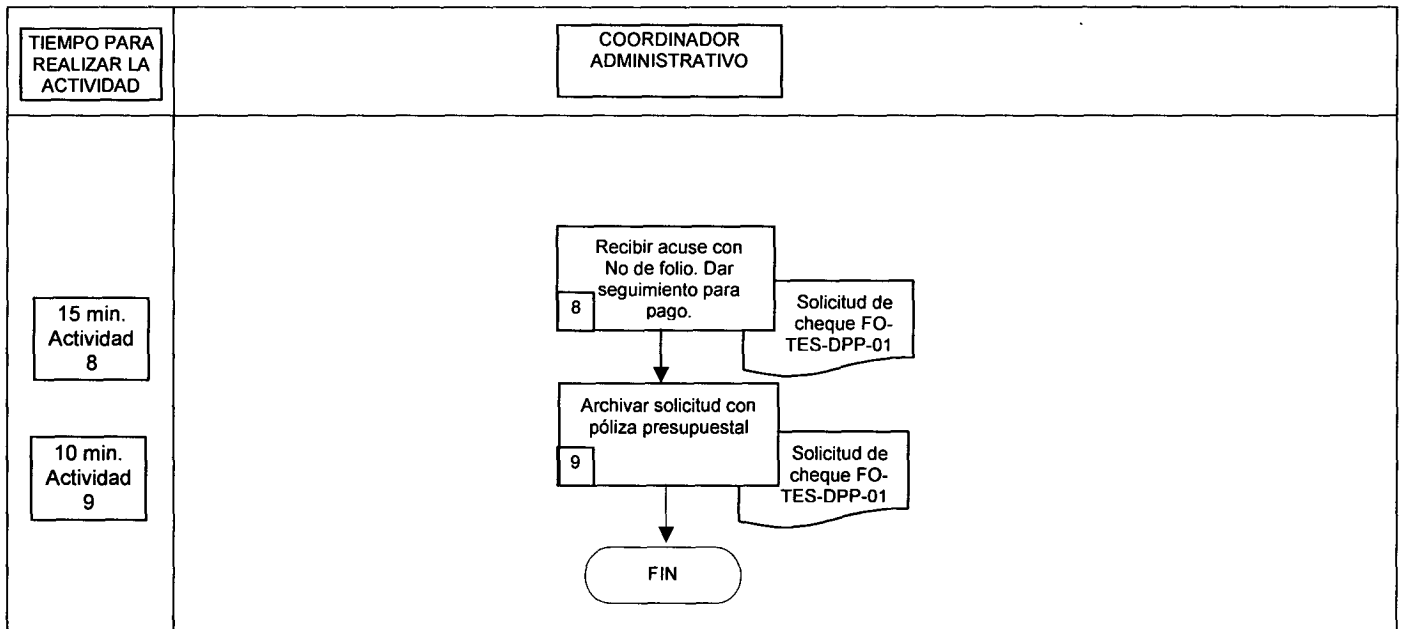 TIEMPO PARA
REALIZAR LA
ACTIVIDAD
COORDINADOR
ADMINISTRATIVO
15 min.
Actividad
8
Recibir acuse con
No de folio. Dar
seguimiento para
pago.
8
Solicitud de
cheque FO-
TES-DPP-01
10 min.
Actividad
9
Archivar solicitud con
póliza presupuestal
9
Solicitud de
cheque FO-
TES-DPP-01
FIN